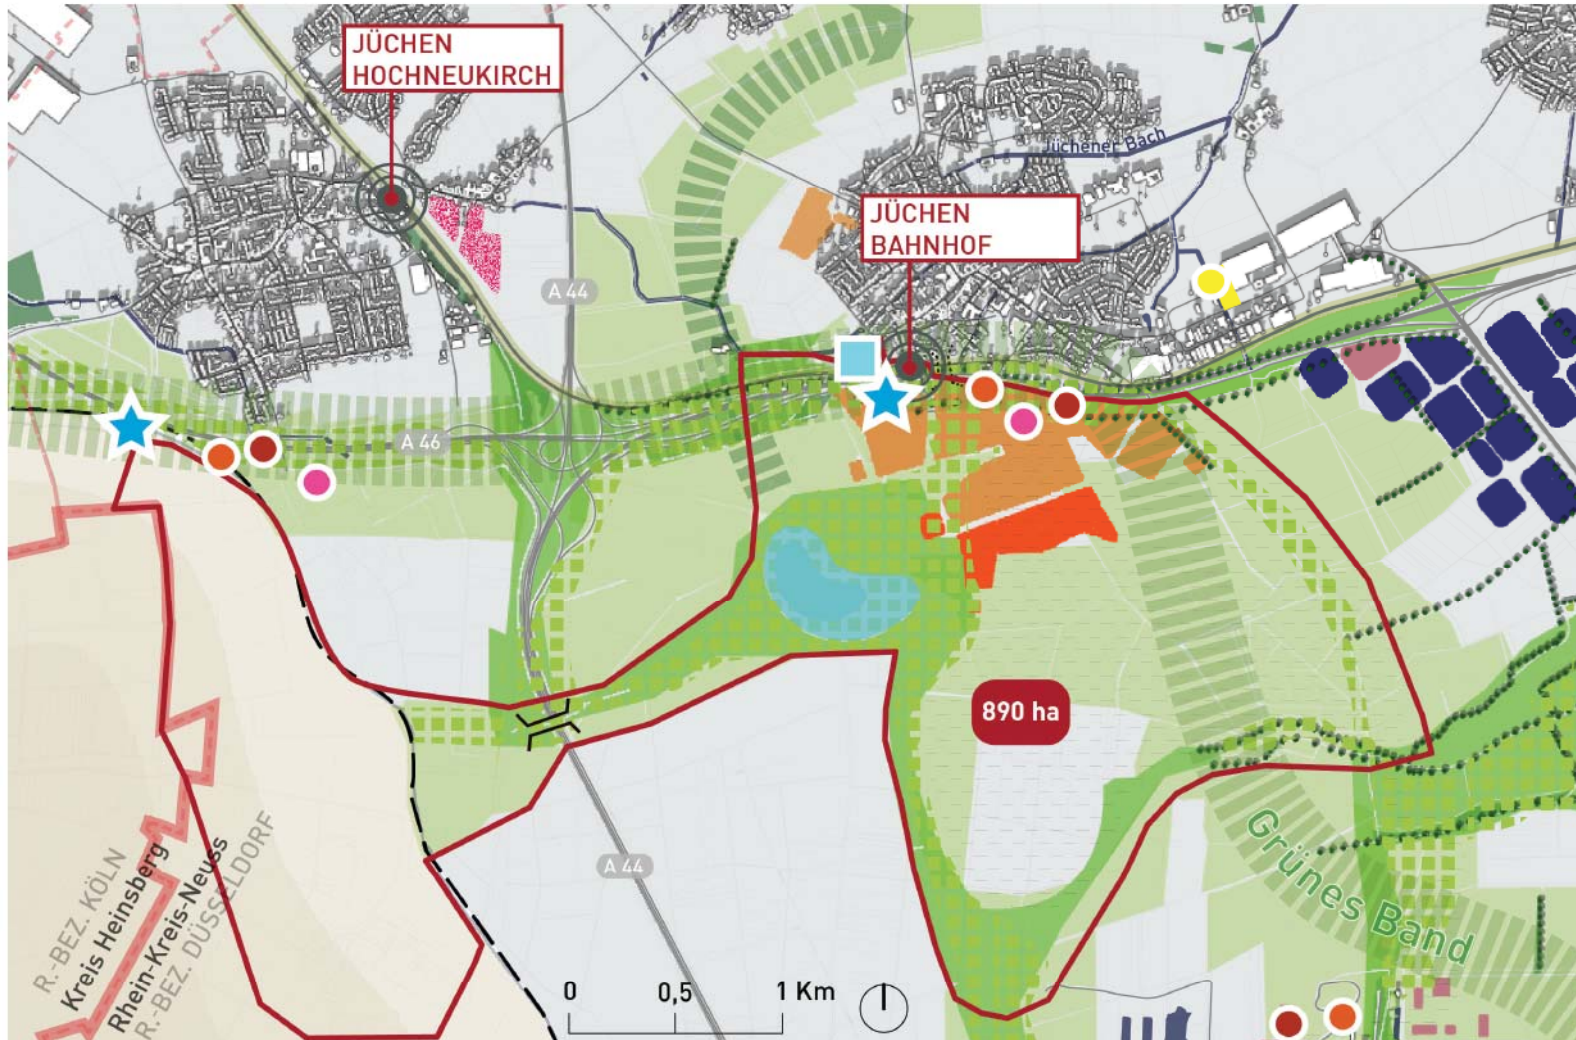 JÜCHEN
HOCHNEUKIRCH
Jüchener Bach
JÜCHEN
BAHNHOF
A 44
A 46
890 ha
A 44
Grünes Band
R.-BEZ. KÖLN
Kreis Heinsberg
Rhein-Kreis-Neuss
R.-BEZ. DÜSSELDORF
0 0,5 1 Km